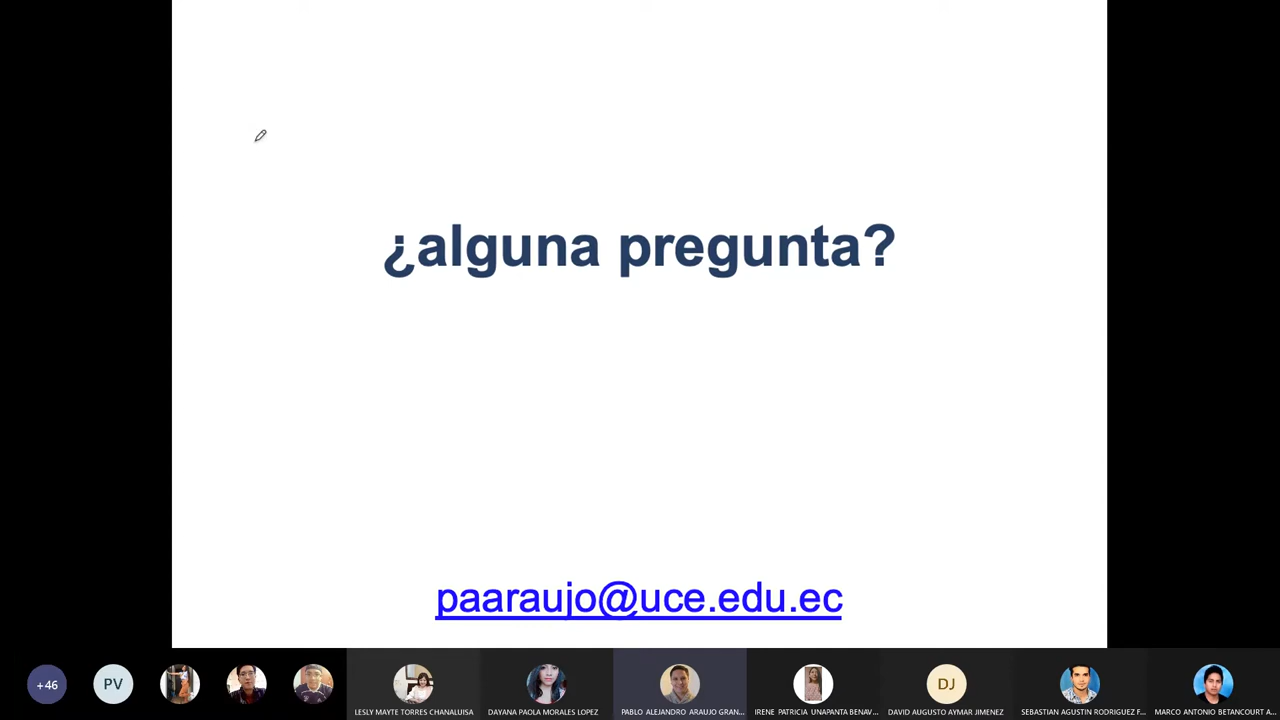 ¿alguna pregunta?
paaraujo@uce.edu.ec
+46
PV
LESLY MAYTE TORRES CHANALUISA
DAYANA PAOLA MORALES LOPEZ
PABLO ALEJANDRO ARAUJO GRAN...
IRENE PATRICIA UNAPANTA BENAV...
DJ
DAVID AUGUSTO AYMAR JIMENEZ
SEBASTIAN AGUSTIN RODRIGUEZ F...
MARCO ANTONIO BETANCOURT A...